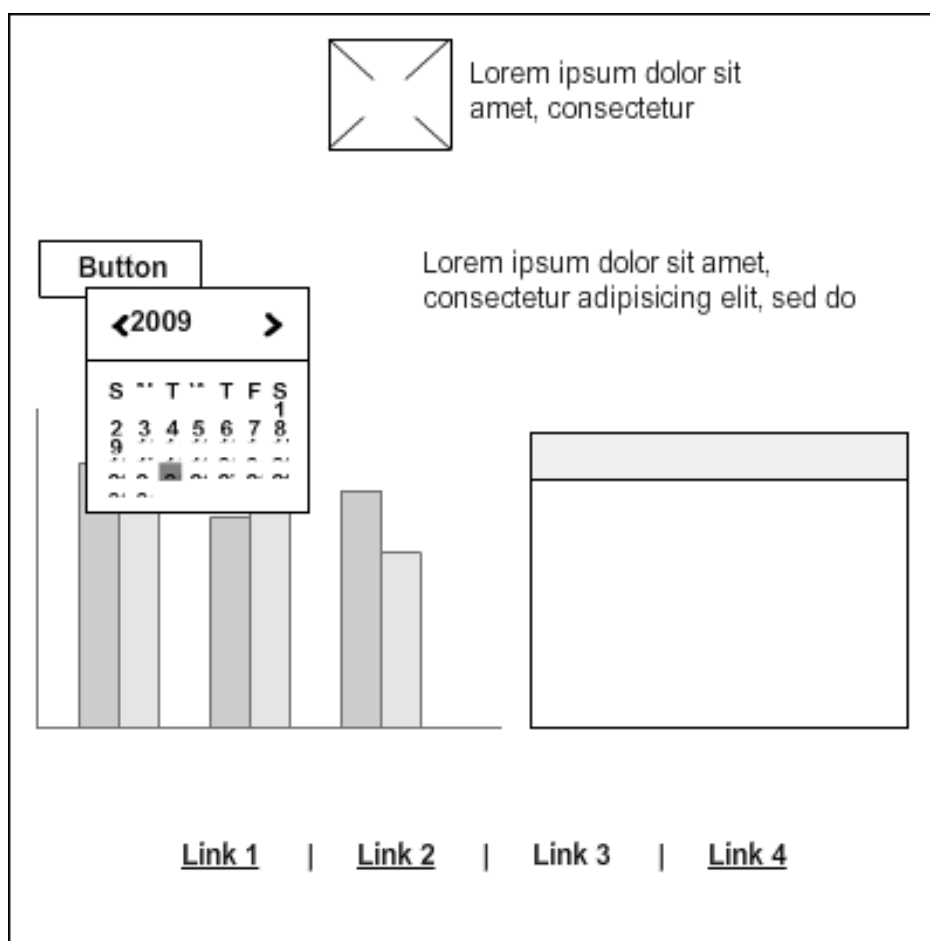 Lorem ipsum dolor sit
amet, consectetur
Button
Lorem ipsum dolor sit amet,
consectetur adipisicing elit, sed do
2009
S T T F S
1
2 3 4 5 6 7 8
9
Link 1 | Link 2 | Link 3 | Link 4